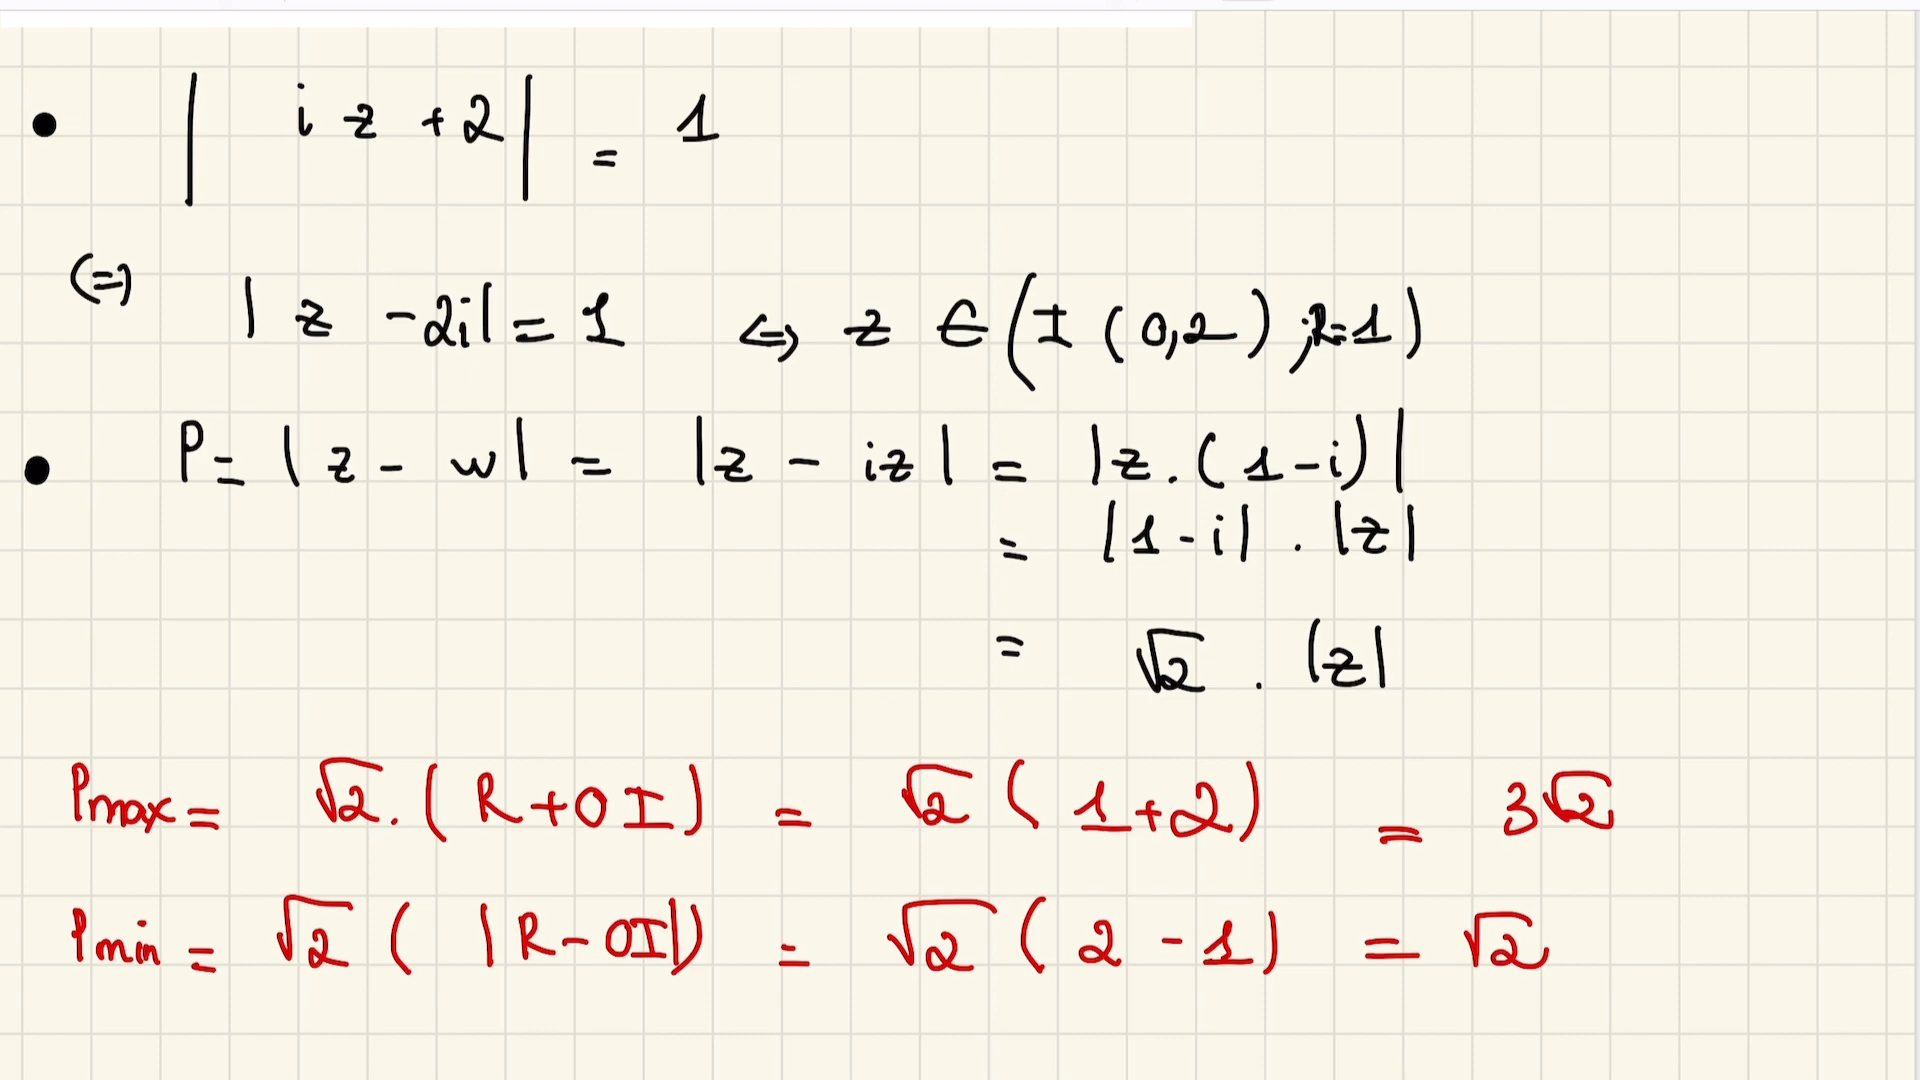 • | iz + 2 | = 1
(=) | z - 2i | = 1 <=> z ∈ ( I ( 0,2 ) ; R = 1 )
• P = | z - w | = | z - iz | = | z . ( 1 - i ) |
= | 1 - i | . | z |
= √2 . | z |
Pmax = √2 . ( R + OI ) = √2 ( 1 + 2 ) = 3√2
Pmin = √2 ( | R - OI | ) = √2 ( 2 - 1 ) = √2